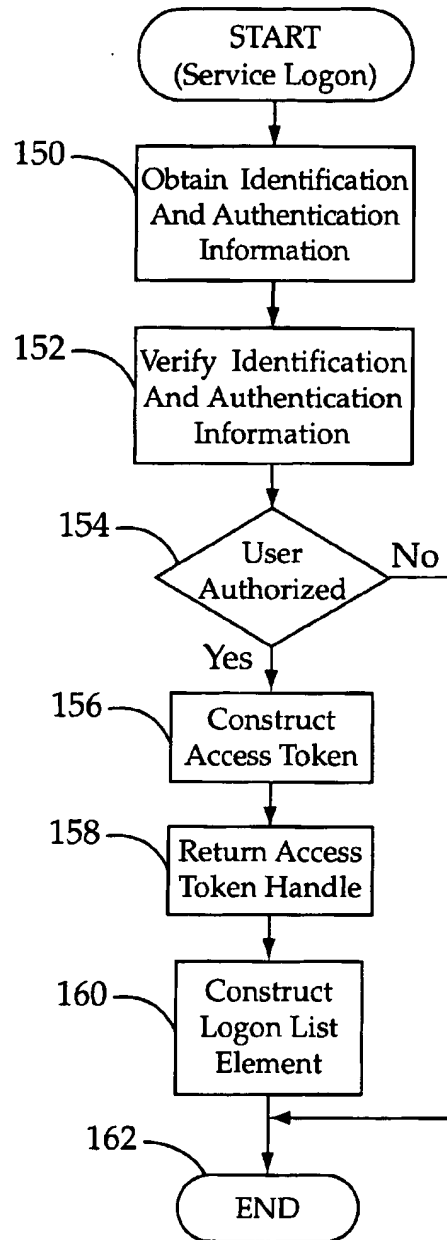 START
(Service Logon)
150
Obtain Identification
And Authentication
Information
152
Verify Identification
And Authentication
Information
154
User
Authorized
No
Yes
156
Construct
Access Token
158
Return Access
Token Handle
160
Construct
Logon List
Element
162
END